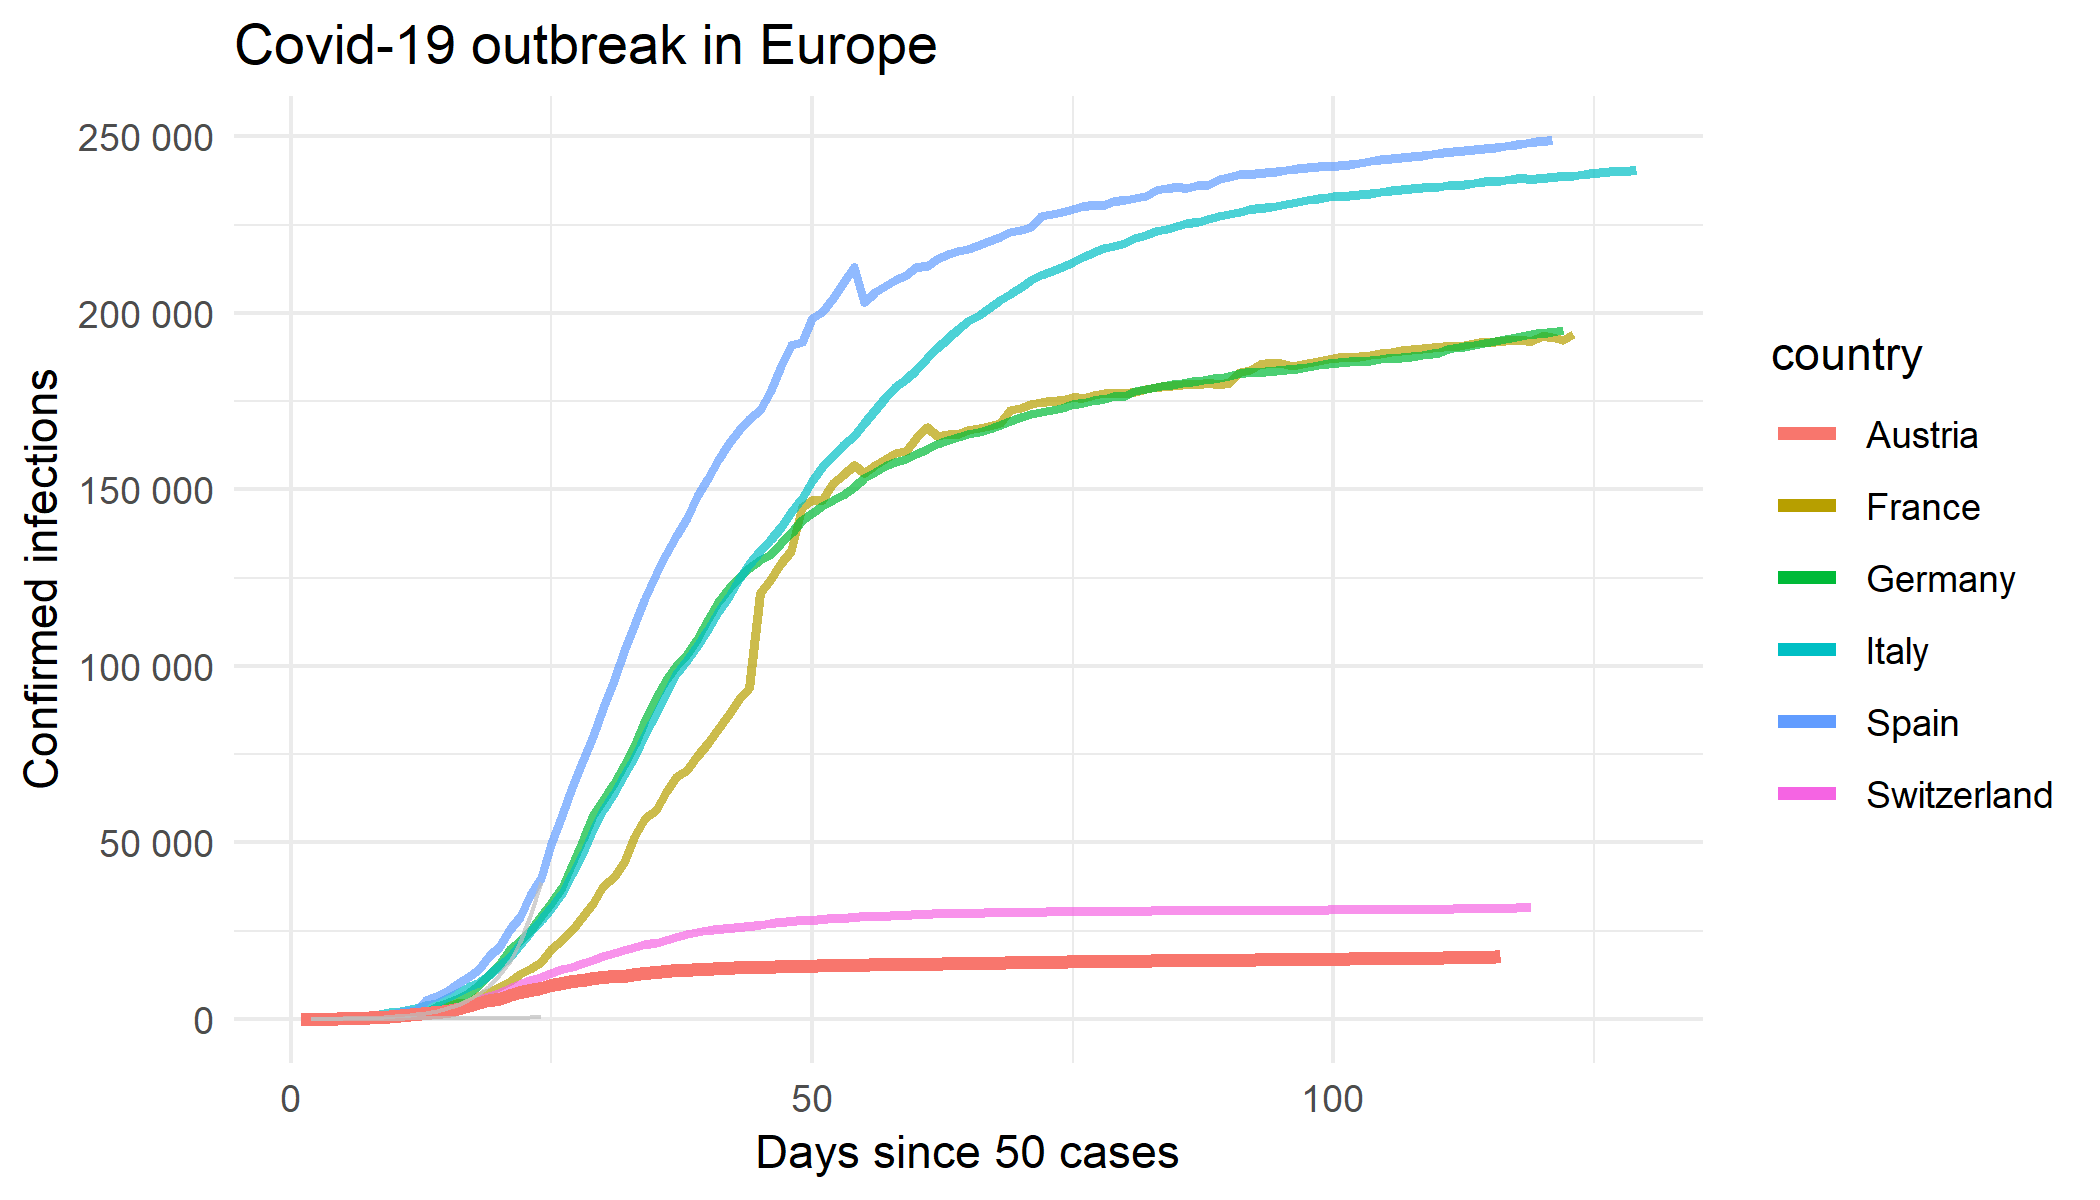 Covid-19 outbreak in Europe
250 000
200 000
150 000
100 000
50 000
0
Confirmed infections
0 50 100
Days since 50 cases
country
Austria
France
Germany
Italy
Spain
Switzerland